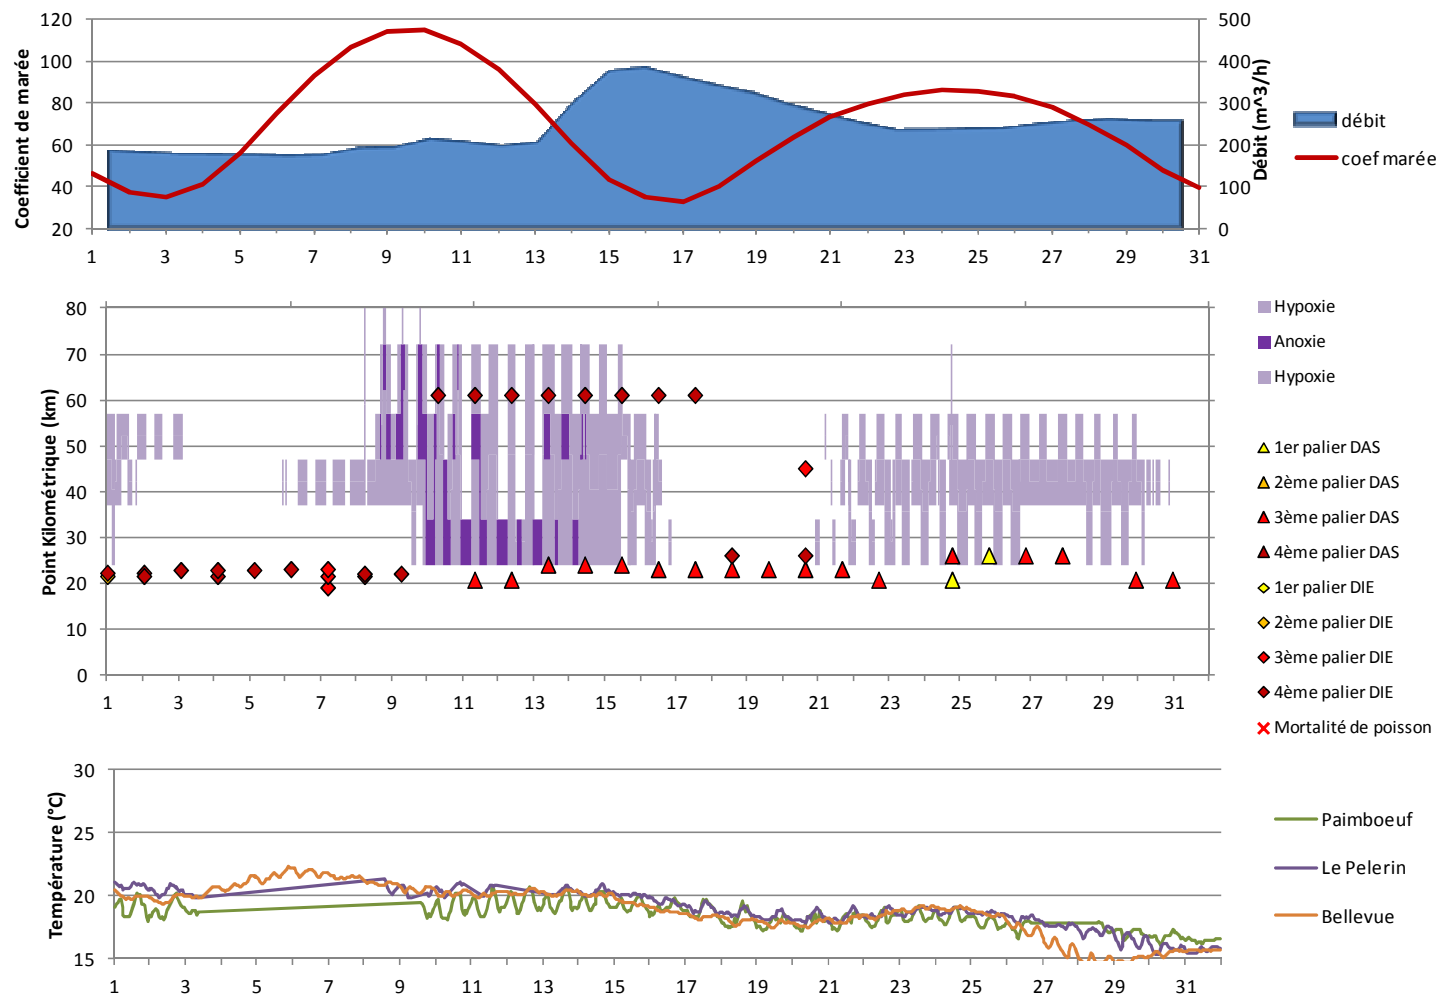 120
100
80
60
40
20
Coefficient de marée
500
400
300
200
100
0
Débit (m^3/h)
1 3 5 7 9 11 13 15 17 19 21 23 25 27 29 31
débit
coef marée
80
70
60
50
40
30
20
10
0
Point Kilométrique (km)
1 3 5 7 9 11 13 15 17 19 21 23 25 27 29 31
Hypoxie
Anoxie
Hypoxie
1er palier DAS
2ème palier DAS
3ème palier DAS
4ème palier DAS
1er palier DIE
2ème palier DIE
3ème palier DIE
4ème palier DIE
Mortalité de poisson
30
25
20
15
Température (°C)
1 3 5 7 9 11 13 15 17 19 21 23 25 27 29 31
Paimboeuf
Le Pelerin
Bellevue